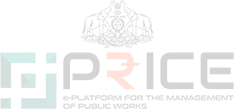 PRICE
e-PLATFORM FOR THE MANAGEMENT
OF PUBLIC WORKS